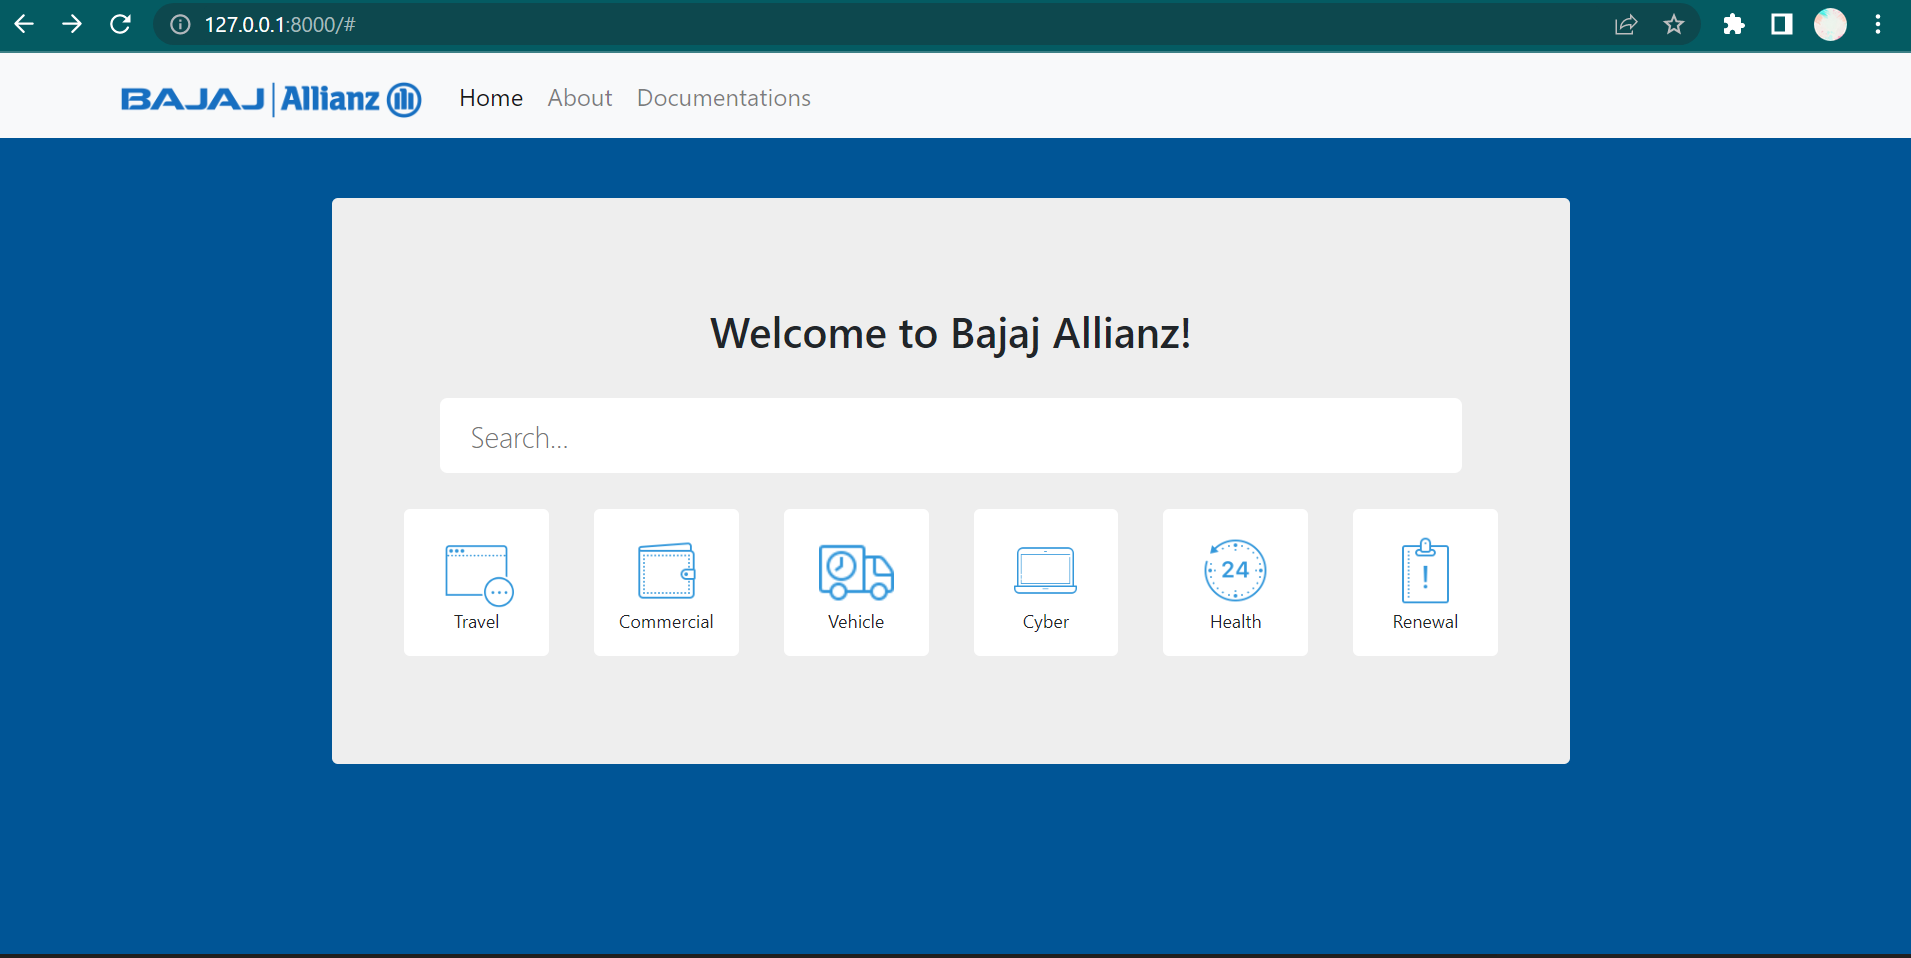 127.0.0.1:8000/#
BAJAJ | Allianz Home About Documentations
Welcome to Bajaj Allianz!
Search...
24 !
Travel Commercial Vehicle Cyber Health Renewal